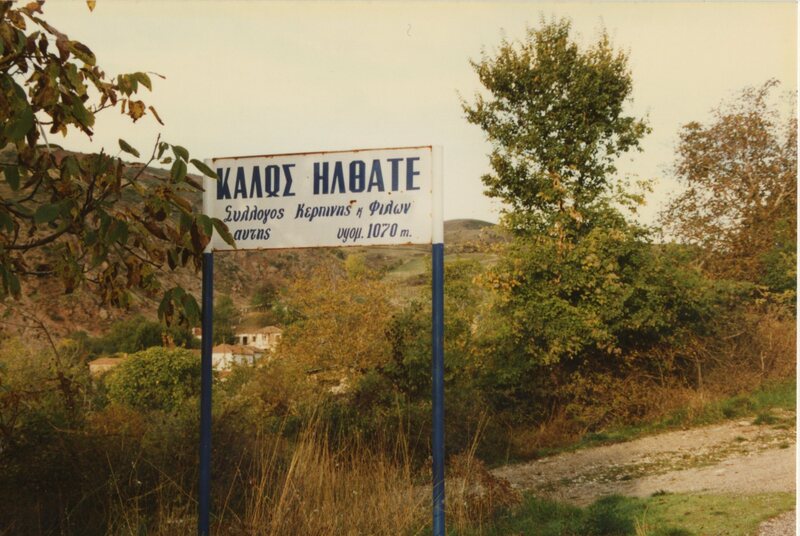 ΚΑΛΩΣ ΗΛΘΑΤΕ
Συλλογος Κερπινης η Φιλων
αυτης υψομ. 1070 m.